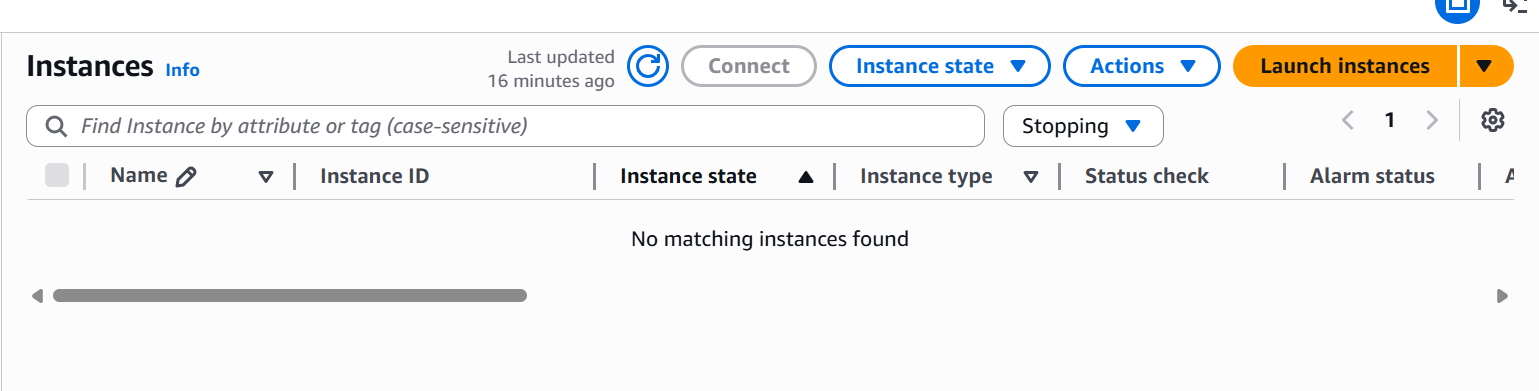 Instances Info
Last updated
16 minutes ago
Connect
Instance state
Actions
Launch instances
Find Instance by attribute or tag (case-sensitive)
Stopping
1
Name
Instance ID
Instance state
Instance type
Status check
Alarm status
No matching instances found